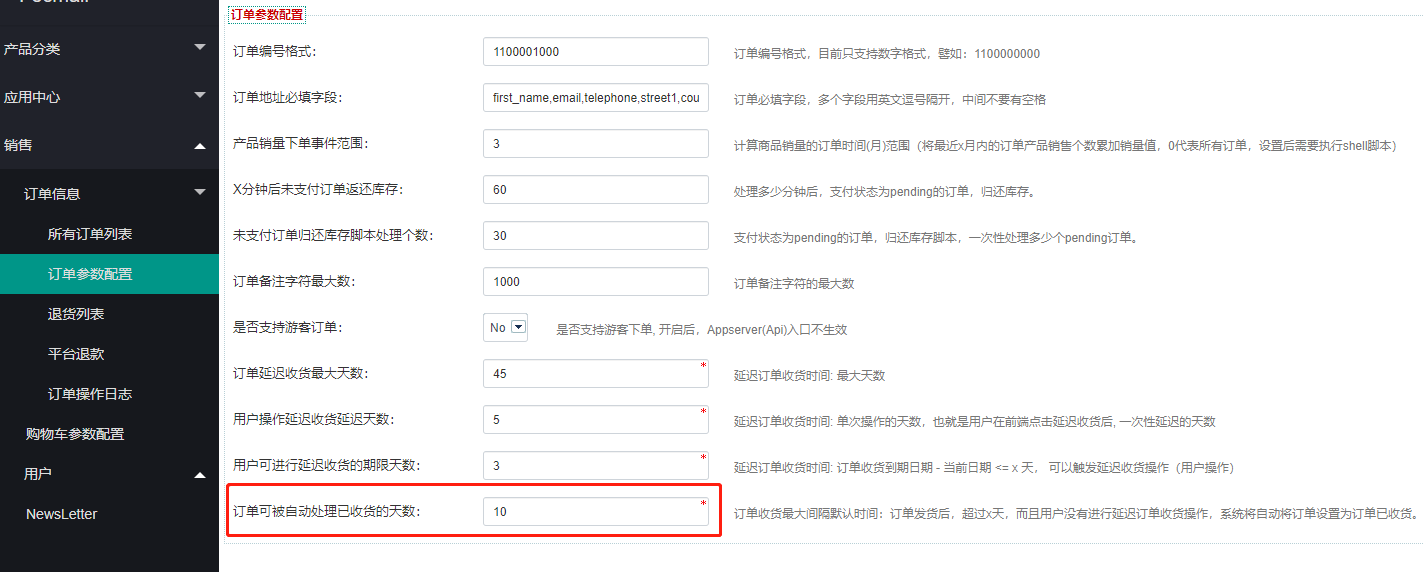 产品分类
应用中心
销售
订单信息
所有订单列表
订单参数配置
退货列表
平台退款
订单操作日志
购物车参数配置
用户
NewsLetter
订单参数配置
订单编号格式： 1100001000 订单编号格式，目前只支持数字格式，譬如：1100000000
订单地址必填字段： first_name,email,telephone,street1,cou 订单必填字段，多个字段用英文逗号隔开，中间不要有空格
产品销量下单事件范围： 3 计算商品销量的订单时间(月)范围（将最近x月内的订单产品销售个数累加销量值，0代表所有订单，设置后需要执行shell脚本）
X分钟后未支付订单返还库存： 60 处理多少分钟后，支付状态为pending的订单，归还库存。
未支付订单归还库存脚本处理个数： 30 支付状态为pending的订单，归还库存脚本，一次性处理多少个pending订单。
订单备注字符最大数： 1000 订单备注字符的最大数
是否支持游客订单： No 是否支持游客下单, 开启后，Appserver(Api)入口不生效
订单延迟收货最大天数： 45 * 延迟订单收货时间: 最大天数
用户操作延迟收货延迟天数： 5 * 延迟订单收货时间: 单次操作的天数，也就是用户在前端点击延迟收货后, 一次性延迟的天数
用户可进行延迟收货的期限天数： 3 * 延迟订单收货时间: 订单收货到期日期 - 当前日期 <= x 天， 可以触发延迟收货操作（用户操作）
订单可被自动处理已收货的天数： 10 * 订单收货最大间隔默认时间：订单发货后，超过x天，而且用户没有进行延迟订单收货操作，系统将自动将订单设置为订单已收货。